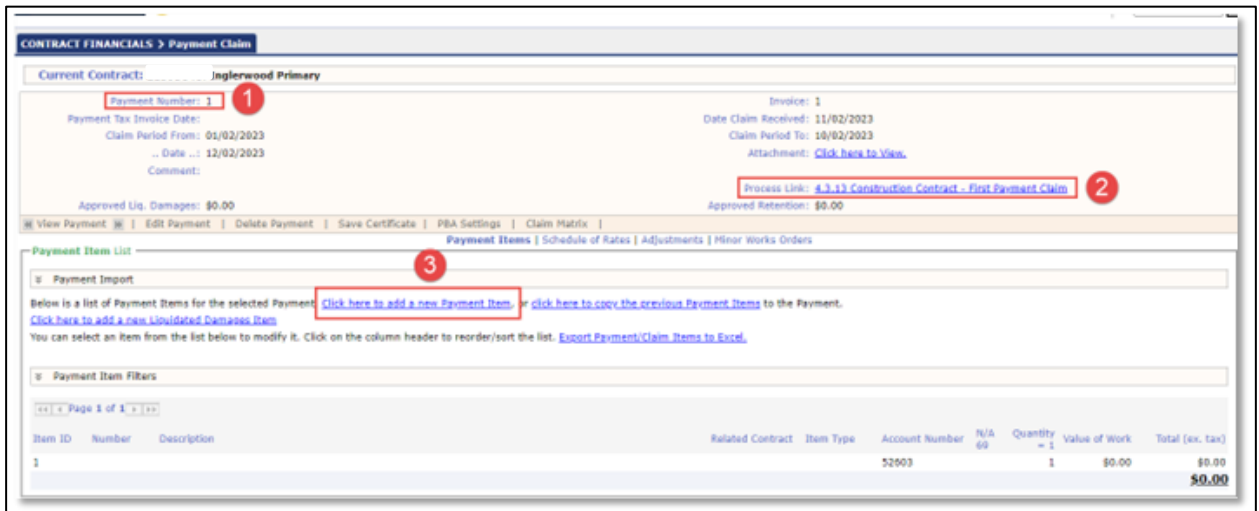 CONTRACT FINANCIALS > Payment Claim
Current Contract: Inglerwood Primary
Payment Number: 1
1
Invoice: 1
Payment Tax Invoice Date:
Date Claim Received: 11/02/2023
Claim Period From: 01/02/2023
Claim Period To: 10/02/2023
.. Date ..: 12/02/2023
Attachment: Click here to View.
Comment:
Process Link: 4.3.13 Construction Contract - First Payment Claim
2
Approved Liq. Damages: $0.00
Approved Retention: $0.00
View Payment | Edit Payment | Delete Payment | Save Certificate | PBA Settings | Claim Matrix |
Payment Items | Schedule of Rates | Adjustments | Minor Works Orders
Payment Item List
3
Payment Import
Below is a list of Payment Items for the selected Payment Click here to add a new Payment Item, or click here to copy the previous Payment Items to the Payment.
Click here to add a new Liquidated Damages Item
You can select an item from the list below to modify it. Click on the column header to reorder/sort the list. Export Payment/Claim Items to Excel.
Payment Item Filters
<< < Page 1 of 1 > >>
Item ID Number Description Related Contract Item Type Account Number N/A 69 Quantity = 1 Value of Work Total (ex. tax)
1 52603 1 $0.00 $0.00
$0.00